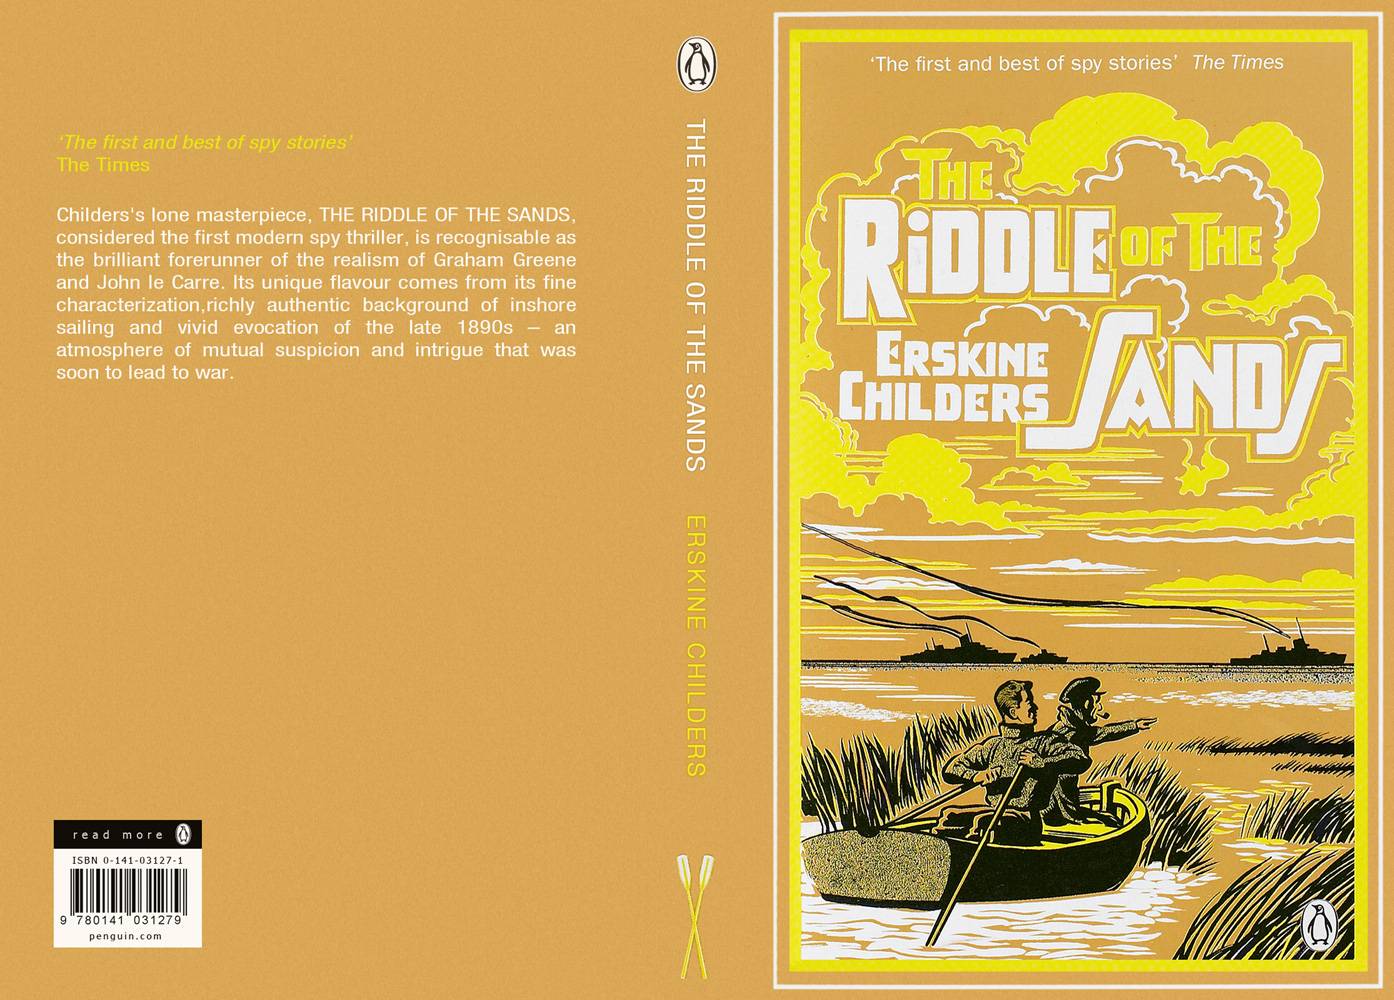 ‘The first and best of spy stories’
The Times
Childers's lone masterpiece, THE RIDDLE OF THE SANDS,
considered the first modern spy thriller, is recognisable as
the brilliant forerunner of the realism of Graham Greene
and John le Carre. Its unique flavour comes from its fine
characterization,richly authentic background of inshore
sailing and vivid evocation of the late 1890s – an
atmosphere of mutual suspicion and intrigue that was
soon to lead to war.
read more
ISBN 0-141-03127-1
9 780141 031279
penguin.com
THE RIDDLE OF THE SANDS ERSKINE CHILDERS
‘The first and best of spy stories’ The Times
THE
RiDDLE OF THE
SANDS
ERSKINE
CHILDERS